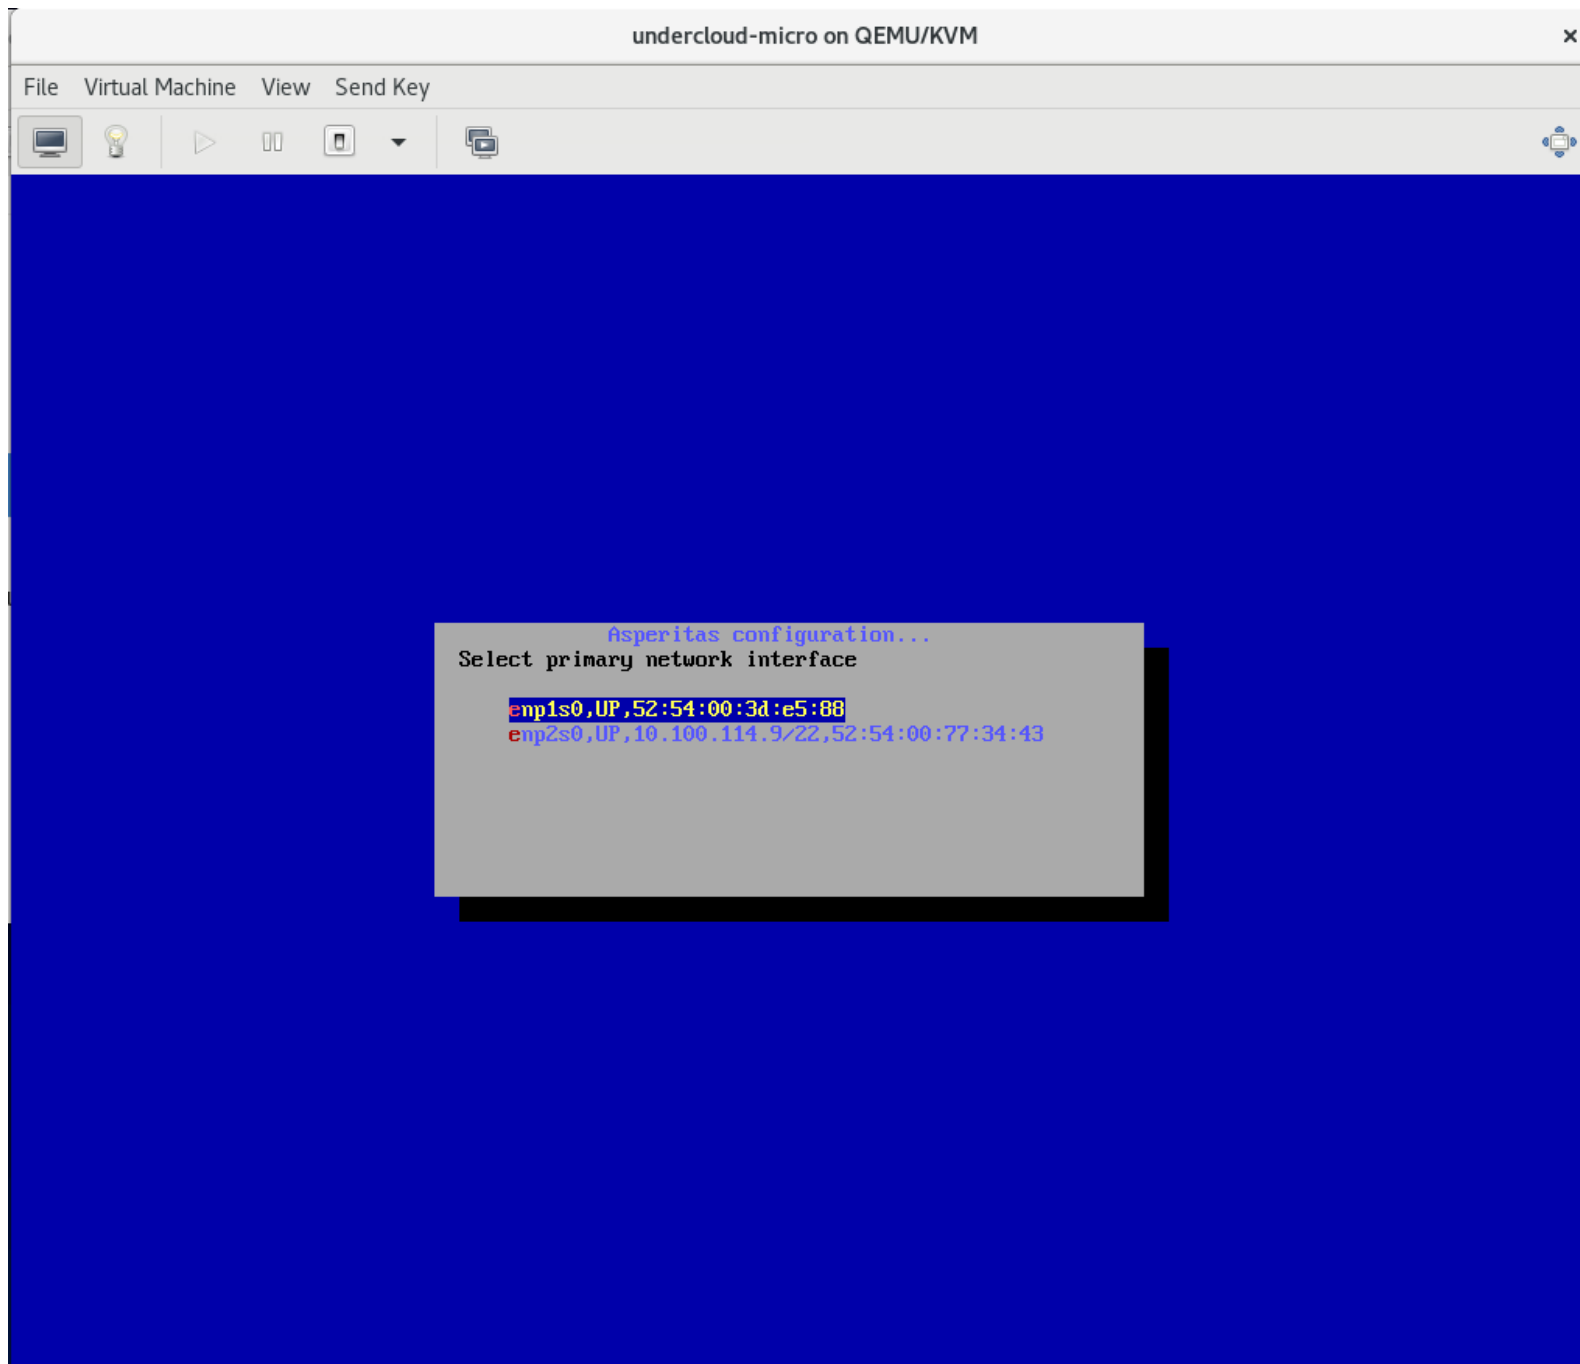 undercloud-micro on QEMU/KVM
File Virtual Machine View Send Key
Asperitas configuration...
Select primary network interface
enp1s0,UP,52:54:00:3d:e5:88
enp2s0,UP,10.100.114.9/22,52:54:00:77:34:43